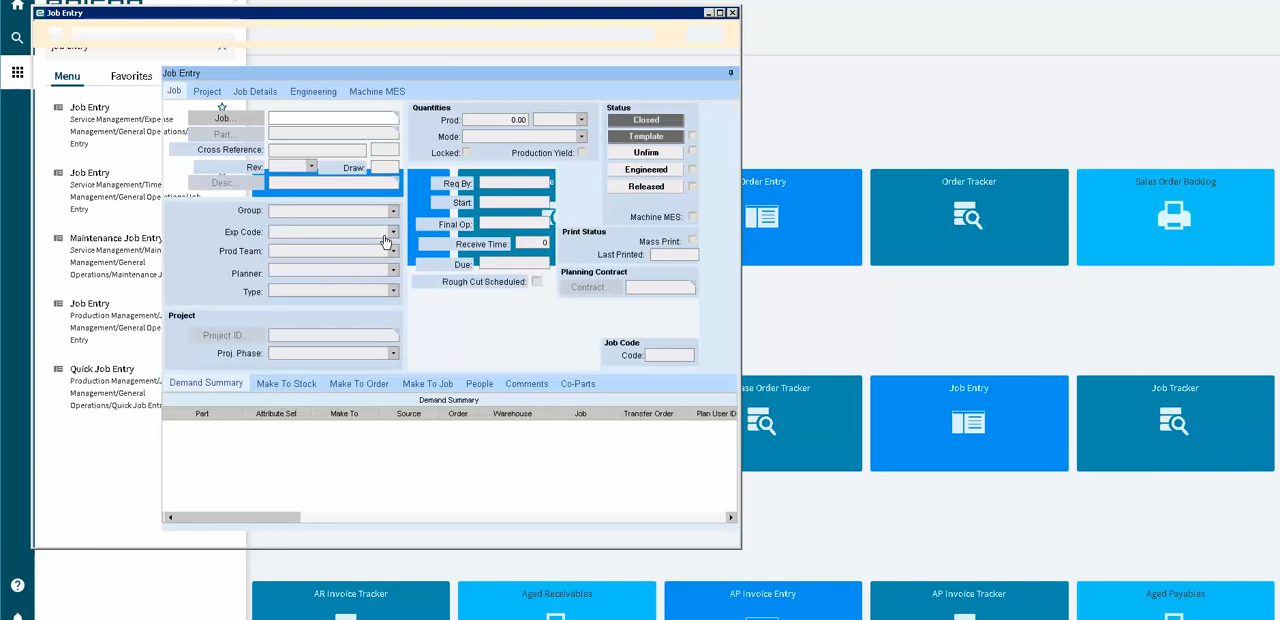 Job Entry
Menu
Favorites
Job Entry
Service Management/Expense
Management/General Operations/
Entry
Job Entry
Service Management/Time
Management/General Operations/Job
Entry
Maintenance Job Entry
Service Management/Main
Management/General
Operations/Maintenance J
Job Entry
Production Management/J
Management/General Ope
Entry
Quick Job Entry
Production Management/J
Management/General
Operations/Quick Job Entr
Job Entry
Job
Project
Job Details
Engineering
Machine MES
Job...
Part...
Cross Reference:
Rev:
Draw:
Desc...
Group:
Exp Code:
Prod Team:
Planner:
Type:
Project
Project ID...
Proj. Phase:
Quantities
Prod:
0.00
Mode:
Locked:
Production Yield:
Req By:
Start:
Final Op:
Receive Time:
0
Due:
Rough Cut Scheduled:
Status
Closed
Template
Unfirm
Engineered
Released
Machine MES:
Print Status
Mass Print:
Last Printed:
Planning Contract
Contract...
Job Code
Code:
Demand Summary
Make To Stock
Make To Order
Make To Job
People
Comments
Co-Parts
Demand Summary
Part
Attribute Set
Make To
Source
Order
Warehouse
Job
Transfer Order
Plan User ID
Order Entry
Order Tracker
Sales Order Backlog
ase Order Tracker
Job Entry
Job Tracker
AR Invoice Tracker
Aged Receivables
AP Invoice Entry
AP Invoice Tracker
Aged Payables